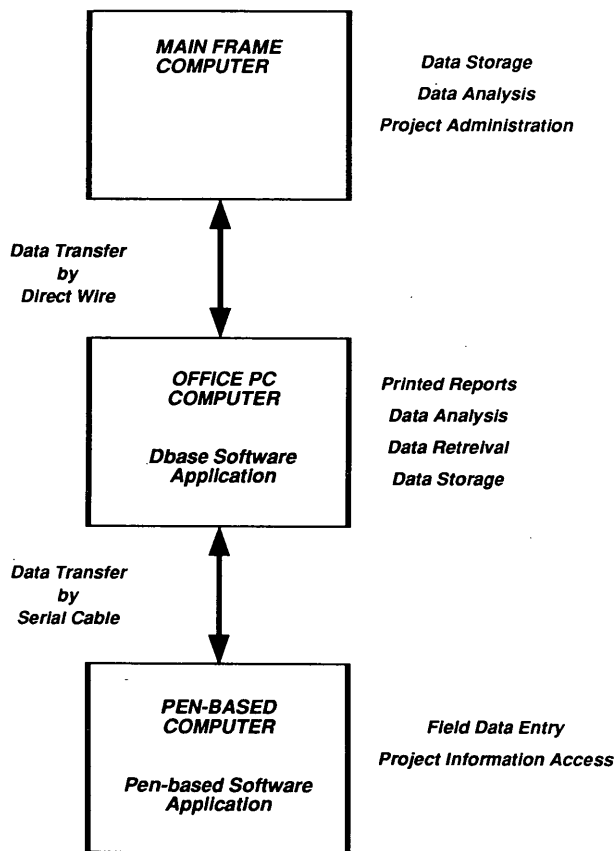 MAIN FRAME
COMPUTER
Data Storage
Data Analysis
Project Administration
Data Transfer
by
Direct Wire
OFFICE PC
COMPUTER
Dbase Software
Application
Printed Reports
Data Analysis
Data Retreival
Data Storage
Data Transfer
by
Serial Cable
PEN-BASED
COMPUTER
Pen-based Software
Application
Field Data Entry
Project Information Access